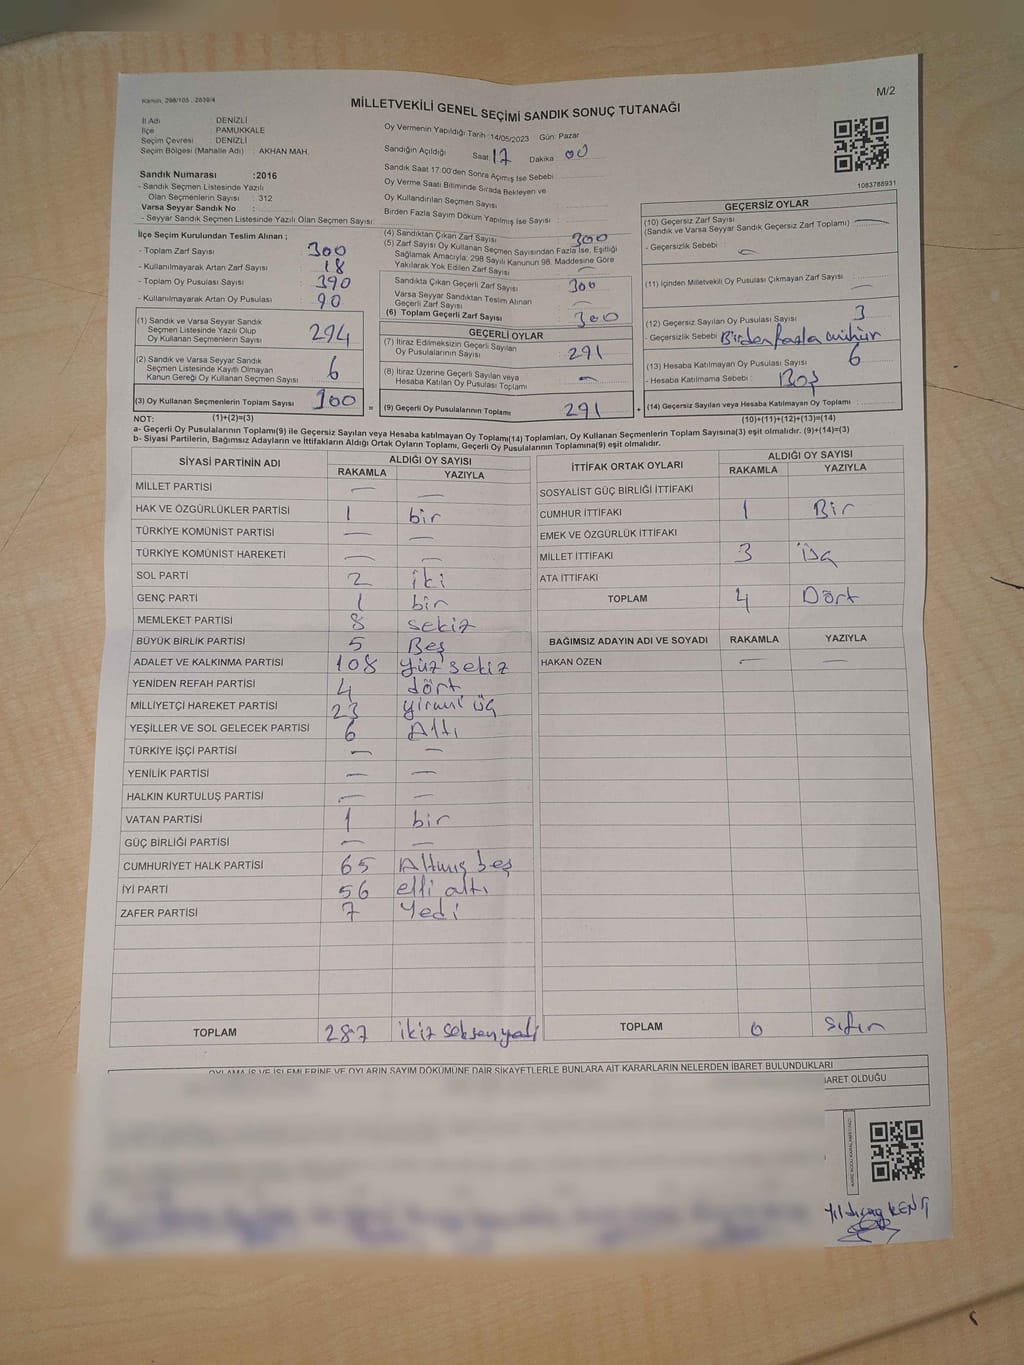 Kanun, 298/105 , 2839/4
M/2
MİLLETVEKİLİ GENEL SEÇİMİ SANDIK SONUÇ TUTANAĞI
İl Adı : DENİZLİ
İlçe : PAMUKKALE
Seçim Çevresi : DENİZLİ
Seçim Bölgesi (Mahalle Adı) : AKHAN MAH.
Sandık Numarası :2016
- Sandık Seçmen Listesinde Yazılı
Olan Seçmenlerin Sayısı : 312
Varsa Seyyar Sandık No :
- Seyyar Sandık Seçmen Listesinde Yazılı Olan Seçmen Sayısı:
Oy Vermenin Yapıldığı Tarih :14/05/2023 Gün: Pazar
Sandığın Açıldığı Saat: 17 Dakika : 00
Sandık Saat 17:00'den Sonra Açılmış İse Sebebi :
Oy Verme Saati Bitiminde Sırada Bekleyen ve
Oy Kullandırılan Seçmen Sayısı :
Birden Fazla Sayım Döküm Yapılmış İse Sayısı :
1083788931
İlçe Seçim Kurulundan Teslim Alınan ;
- Toplam Zarf Sayısı : 300
- Kullanılmayarak Artan Zarf Sayısı : 18
- Toplam Oy Pusulası Sayısı : 390
- Kullanılmayarak Artan Oy Pusulası : 90
(1) Sandık ve Varsa Seyyar Sandık
Seçmen Listesinde Yazılı Olup
Oy Kullanan Seçmenlerin Sayısı : 294
(2) Sandık ve Varsa Seyyar Sandık
Seçmen Listesinde Kayıtlı Olmayan
Kanun Gereği Oy Kullanan Seçmen Sayısı : 6
(3) Oy Kullanan Seçmenlerin Toplam Sayısı 300 =
(4) Sandıktan Çıkan Zarf Sayısı : 300
(5) Zarf Sayısı Oy Kullanan Seçmen Sayısından Fazla İse, Eşitliği
Sağlamak Amacıyla; 298 Sayılı Kanunun 98. Maddesine Göre
Yakılarak Yok Edilen Zarf Sayısı : —
Sandıkta Çıkan Geçerli Zarf Sayısı : 300
Varsa Seyyar Sandıktan Teslim Alınan
Geçerli Zarf Sayısı : —
(6) Toplam Geçerli Zarf Sayısı : 300
GEÇERLİ OYLAR
(7) İtiraz Edilmeksizin Geçerli Sayılan
Oy Pusulalarının Sayısı : 291
(8) İtiraz Üzerine Geçerli Sayılan veya
Hesaba Katılan Oy Pusulası Toplamı : —
(9) Geçerli Oy Pusulalarının Toplamı : 291 +
GEÇERSİZ OYLAR
(10) Geçersiz Zarf Sayısı : —
(Sandık ve Varsa Seyyar Sandık Geçersiz Zarf Toplamı)
- Geçersizlik Sebebi : —
(11) İçinden Milletvekili Oy Pusulası Çıkmayan Zarf Sayısı : —
(12) Geçersiz Sayılan Oy Pusulası Sayısı : 3
- Geçersizlik Sebebi : Birden fazla mühür
(13) Hesaba Katılmayan Oy Pusulası Sayısı : 6
- Hesaba Katılmama Sebebi : Boş
(14) Geçersiz Sayılan veya Hesaba Katılmayan Oy Toplamı :
NOT: (1)+(2)=(3) (10)+(11)+(12)+(13)=(14)
a- Geçerli Oy Pusulalarının Toplamı(9) ile Geçersiz Sayılan veya Hesaba katılmayan Oy Toplamı(14) Toplamları, Oy Kullanan Seçmenlerin Toplam Sayısına(3) eşit olmalıdır. (9)+(14)=(3)
b- Siyasi Partilerin, Bağımsız Adayların ve İttifakların Aldığı Ortak Oyların Toplamı, Geçerli Oy Pusulalarının Toplamına(9) eşit olmalıdır.
SİYASİ PARTİNİN ADI ALDIĞI OY SAYISI
RAKAMLA YAZIYLA
MİLLET PARTİSİ — —
HAK VE ÖZGÜRLÜKLER PARTİSİ 1 bir
TÜRKİYE KOMÜNİST PARTİSİ — —
TÜRKİYE KOMÜNİST HAREKETİ — —
SOL PARTİ 2 iki
GENÇ PARTİ 1 bir
MEMLEKET PARTİSİ 8 sekiz
BÜYÜK BİRLİK PARTİSİ 5 Beş
ADALET VE KALKINMA PARTİSİ 108 yüz sekiz
YENİDEN REFAH PARTİSİ 4 dört
MİLLİYETÇİ HAREKET PARTİSİ 23 yirmi üç
YEŞİLLER VE SOL GELECEK PARTİSİ 6 Altı
TÜRKİYE İŞÇİ PARTİSİ — —
YENİLİK PARTİSİ — —
HALKIN KURTULUŞ PARTİSİ — —
VATAN PARTİSİ 1 bir
GÜÇ BİRLİĞİ PARTİSİ — —
CUMHURİYET HALK PARTİSİ 65 Altmış beş
İYİ PARTİ 56 elli altı
ZAFER PARTİSİ 7 Yedi
TOPLAM 287
İTTİFAK ORTAK OYLARI ALDIĞI OY SAYISI
RAKAMLA YAZIYLA
SOSYALİST GÜÇ BİRLİĞİ İTTİFAKI
CUMHUR İTTİFAKI 1 Bir
EMEK VE ÖZGÜRLÜK İTTİFAKI
MİLLET İTTİFAKI 3 üç
ATA İTTİFAKI
TOPLAM 4 Dört
BAĞIMSIZ ADAYIN ADI VE SOYADI RAKAMLA YAZIYLA
HAKAN ÖZEN — —
TOPLAM 0 sıfır
OYLAMA İŞ VE İŞLEMLERİNE VE OYLARIN SAYIM DÖKÜMÜNE DAİR ŞİKAYETLERLE BUNLARA AİT KARARLARIN NELERDEN İBARET BULUNDUKLARI
BARET OLDUĞU